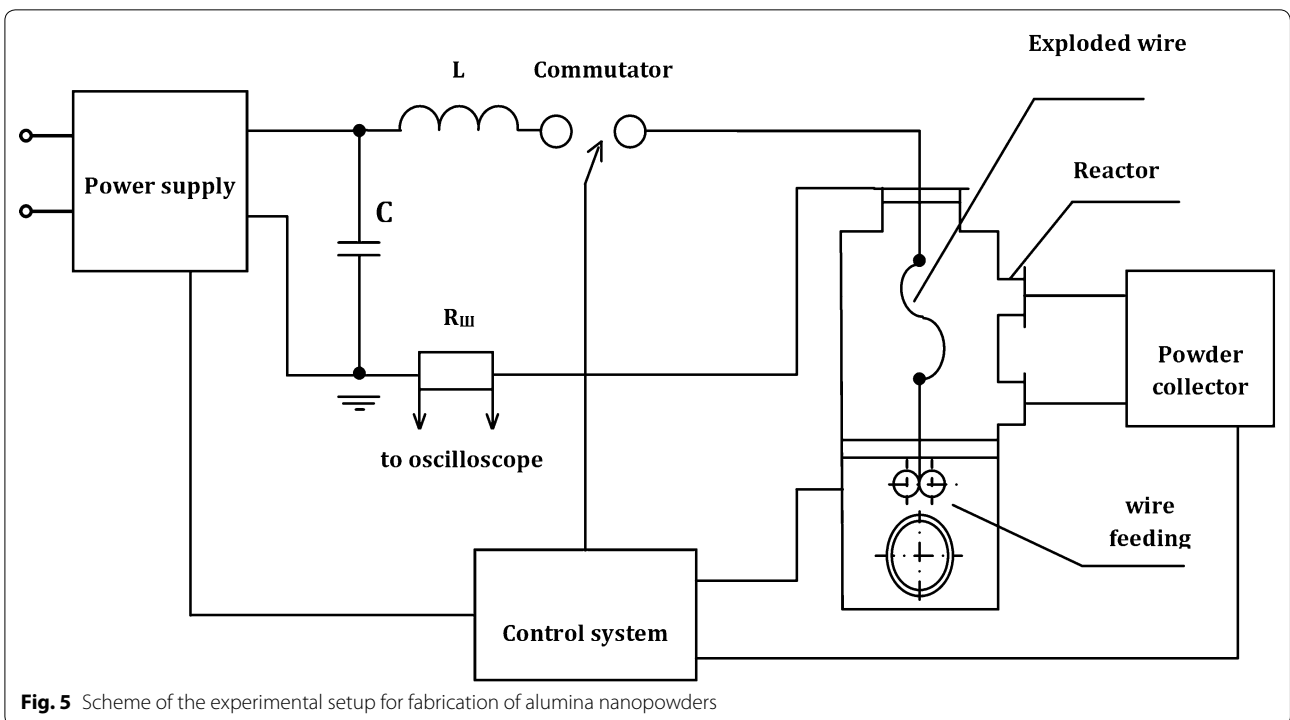 Exploded wire
L
Commutator
Reactor
Power supply
C
Rш
Powder
collector
to oscilloscope
wire
feeding
Control system
Fig. 5 Scheme of the experimental setup for fabrication of alumina nanopowders